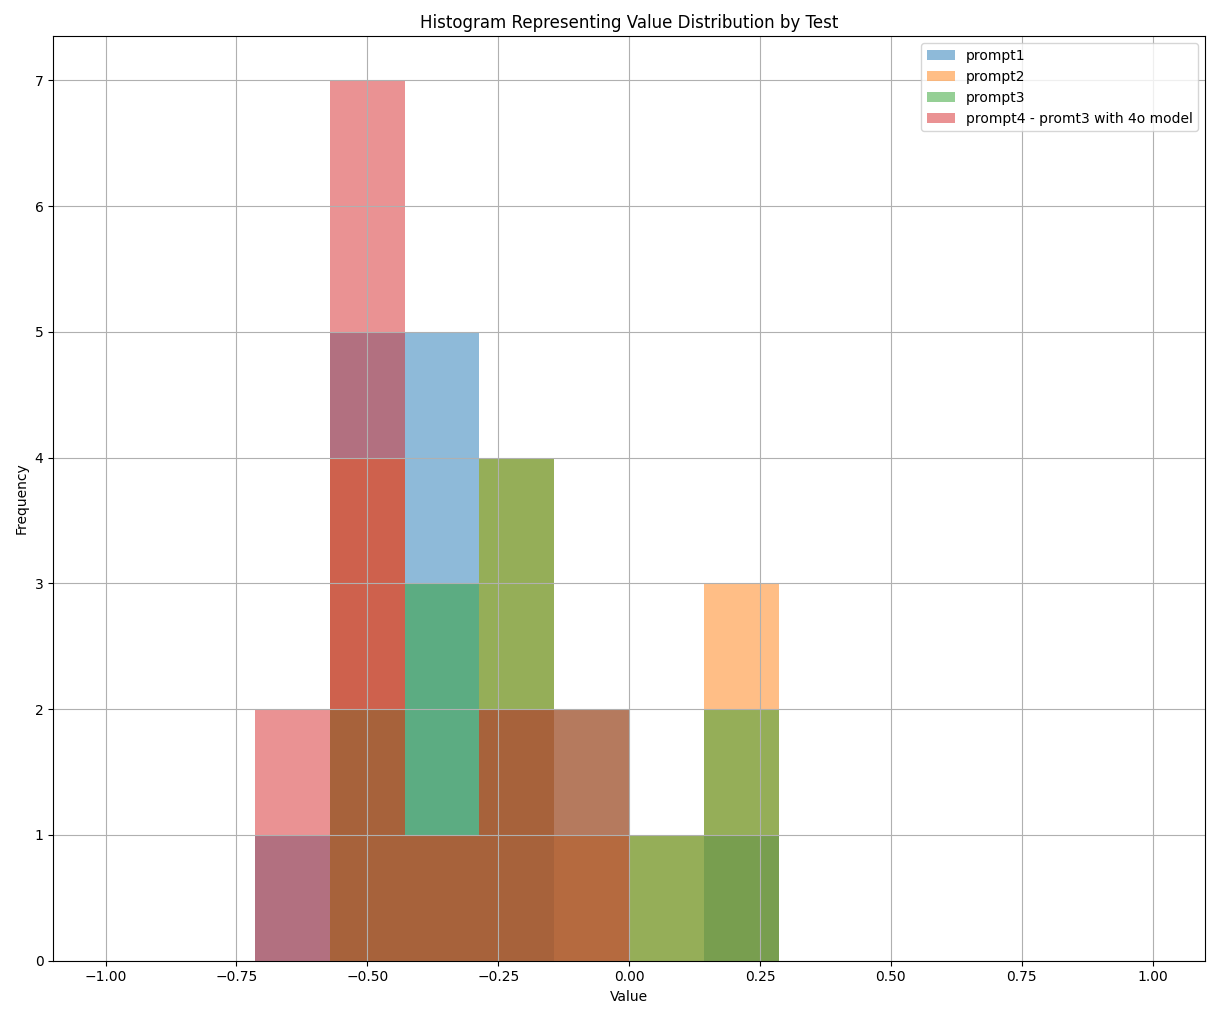 Histogram Representing Value Distribution by Test
prompt1
prompt2
prompt3
prompt4 - promt3 with 4o model
7
6
5
4
3
2
1
0
Frequency
−1.00 −0.75 −0.50 −0.25 0.00 0.25 0.50 0.75 1.00
Value